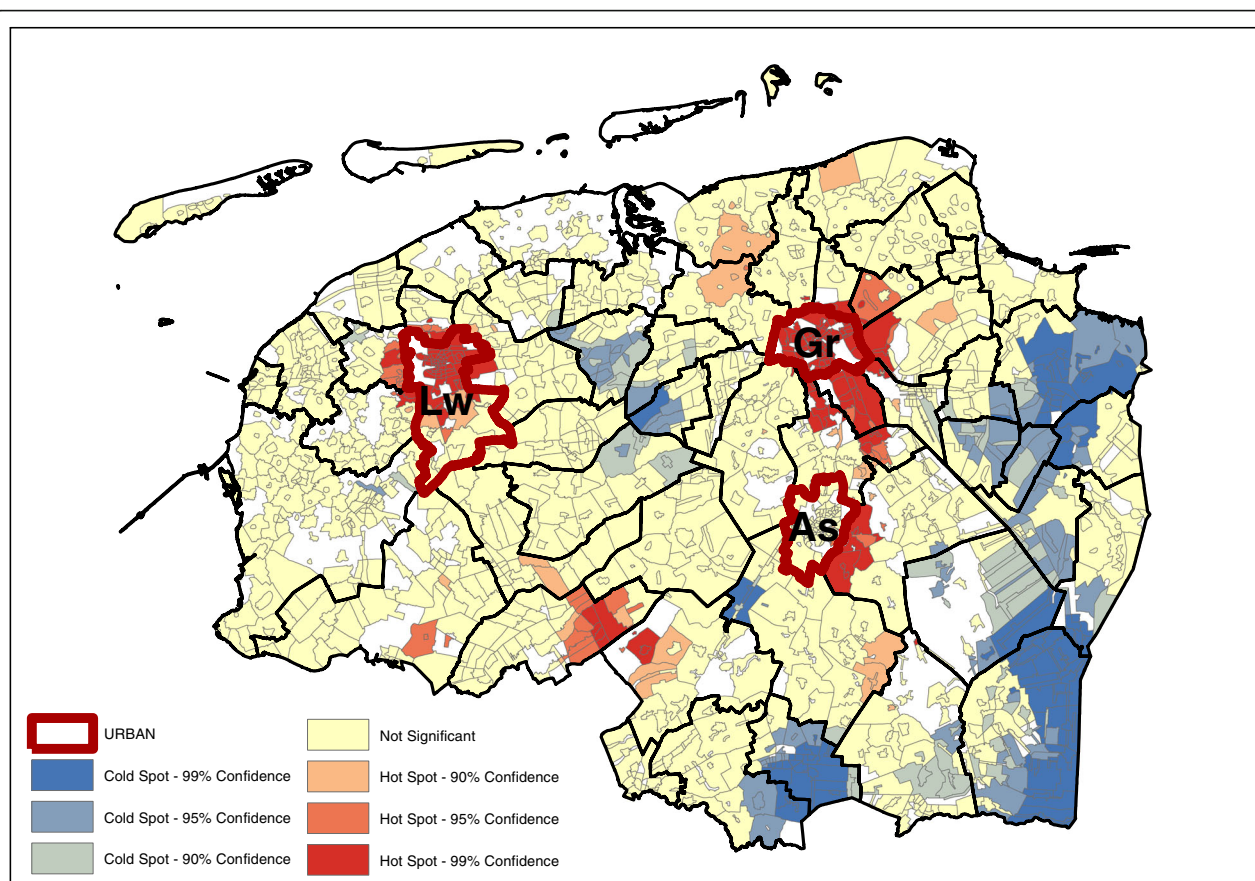 Gr
Lw
As
URBAN
Cold Spot - 99% Confidence
Cold Spot - 95% Confidence
Cold Spot - 90% Confidence
Not Significant
Hot Spot - 90% Confidence
Hot Spot - 95% Confidence
Hot Spot - 99% Confidence